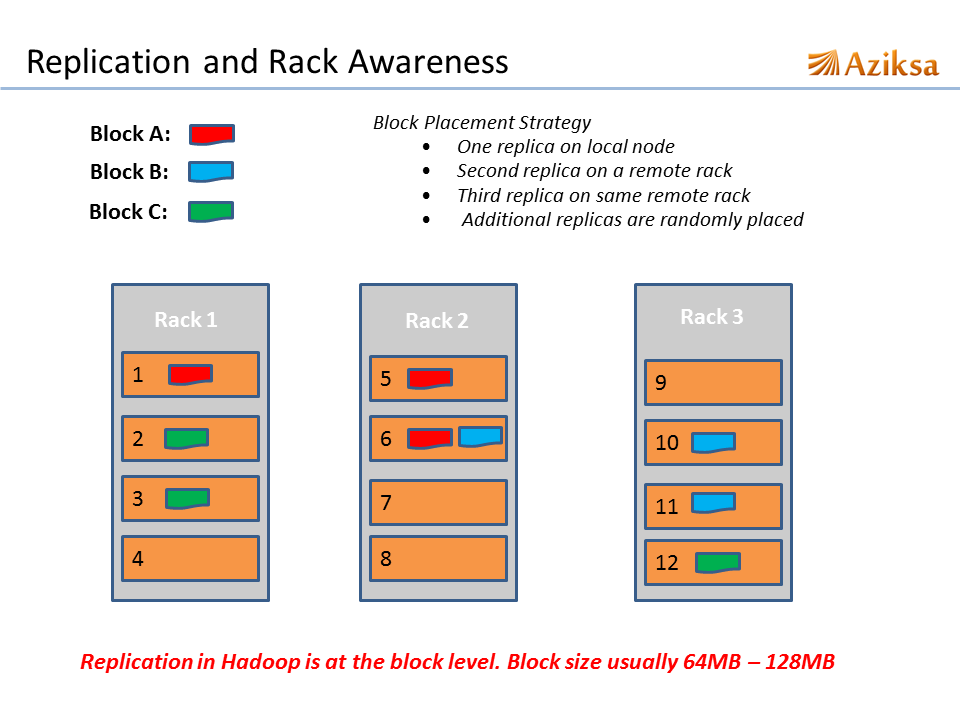 Replication and Rack Awareness
Aziksa
Block A:
Block B:
Block C:
Block Placement Strategy
• One replica on local node
• Second replica on a remote rack
• Third replica on same remote rack
• Additional replicas are randomly placed
Rack 1
1
2
3
4
Rack 2
5
6
7
8
Rack 3
9
10
11
12
Replication in Hadoop is at the block level. Block size usually 64MB – 128MB